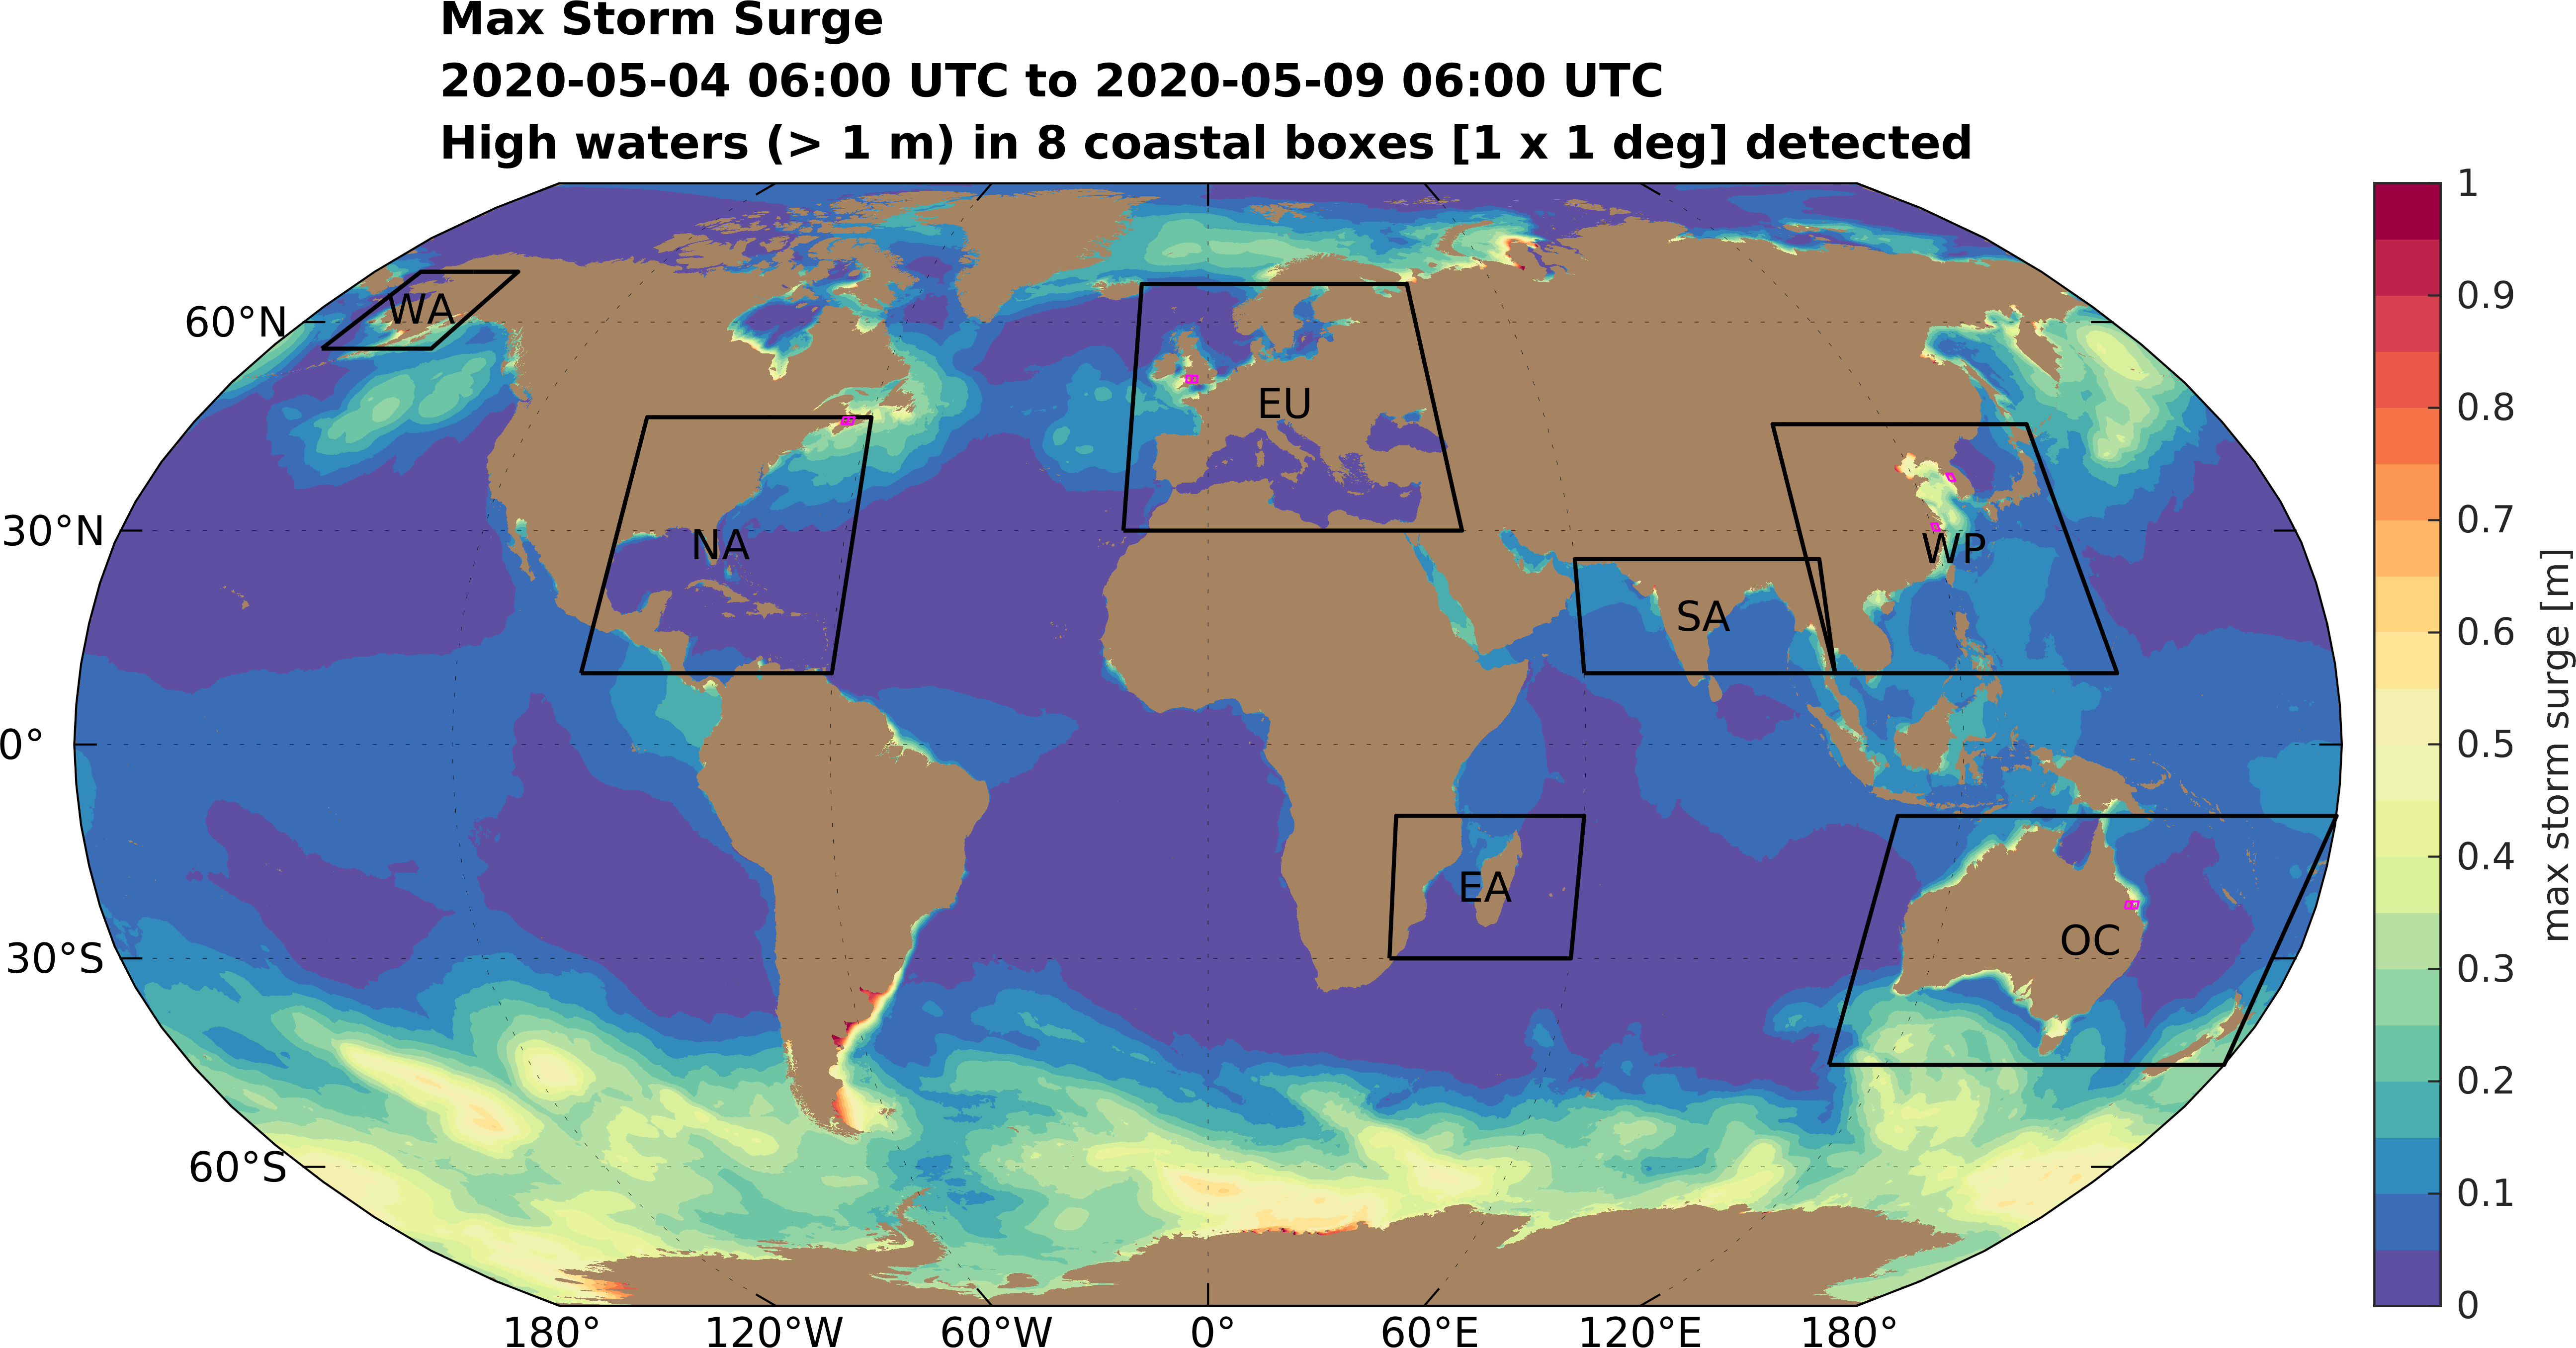 Max Storm Surge
2020-05-04 06:00 UTC to 2020-05-09 06:00 UTC
High waters (> 1 m) in 8 coastal boxes [1 x 1 deg] detected
60°N
30°N
0°
30°S
60°S
WA
NA
EU
SA
WP
EA
OC
180°
120°W
60°W
0°
60°E
120°E
180°
1
0.9
0.8
0.7
0.6
0.5
0.4
0.3
0.2
0.1
0
max storm surge [m]